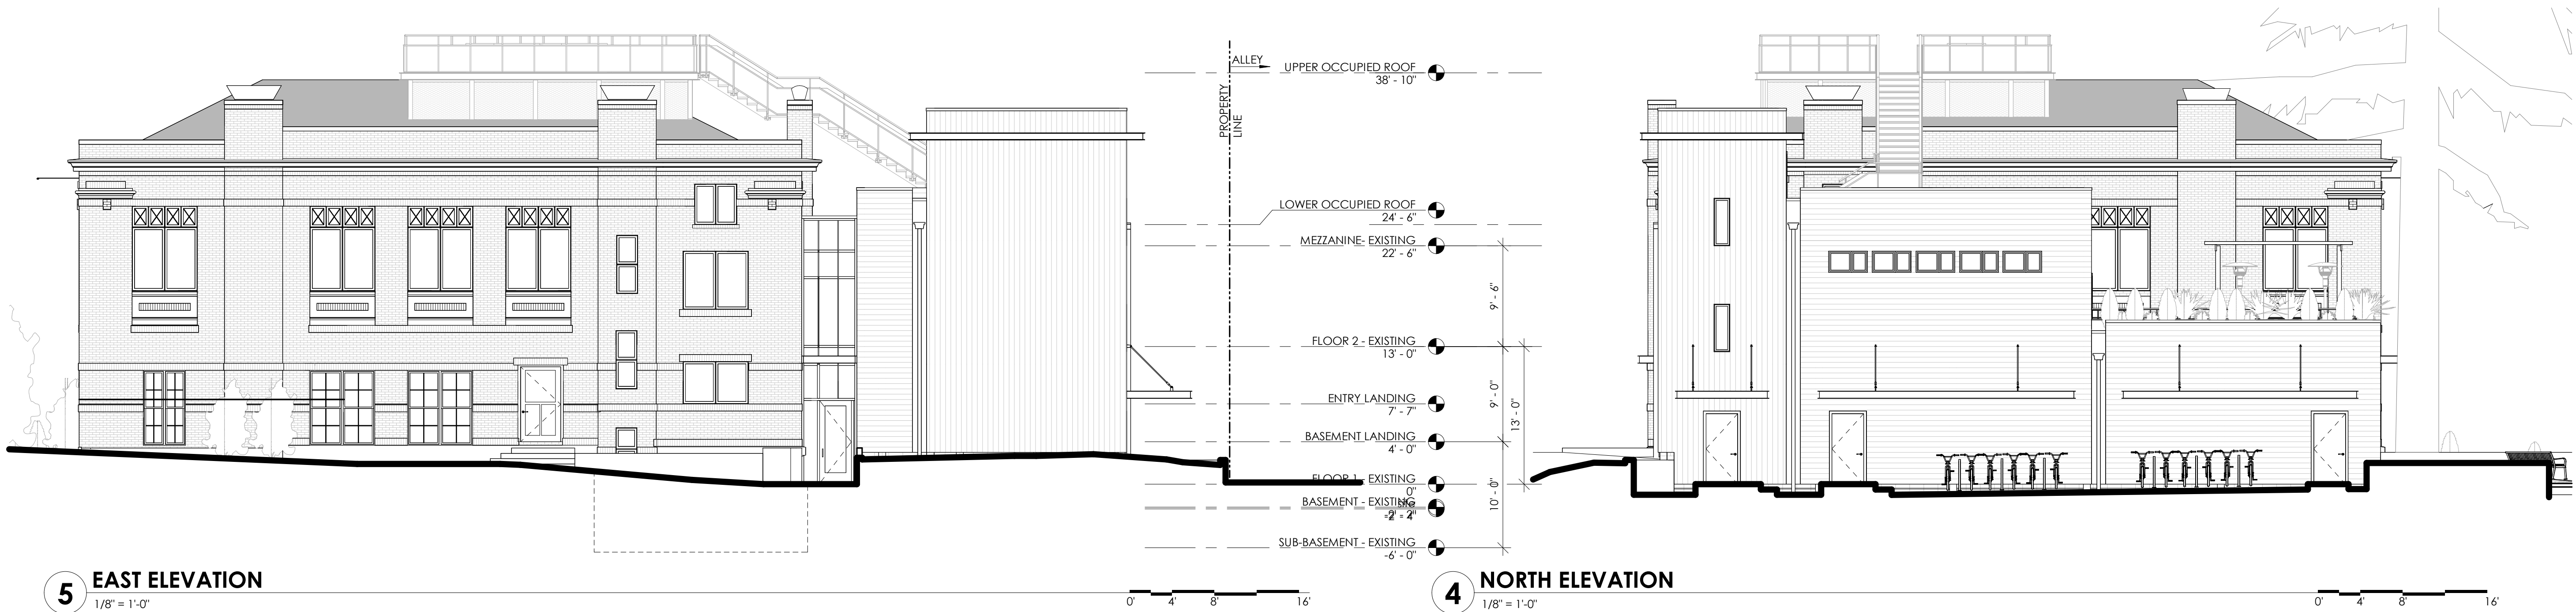 ALLEY
PROPERTY
LINE
UPPER OCCUPIED ROOF
38' - 10"
LOWER OCCUPIED ROOF
24' - 6"
MEZZANINE- EXISTING
22' - 6"
9' - 6"
FLOOR 2 - EXISTING
13' - 0"
9' - 0"
13' - 0"
ENTRY LANDING
7' - 7"
BASEMENT LANDING
4' - 0"
FLOOR 1 - EXISTING
0"
10' - 0"
BASEMENT - EXISTING
SUB-BASEMENT - EXISTING
-6' - 0"
5
EAST ELEVATION
1/8" = 1'-0"
0' 4' 8' 16'
4
NORTH ELEVATION
1/8" = 1'-0"
0' 4' 8' 16'